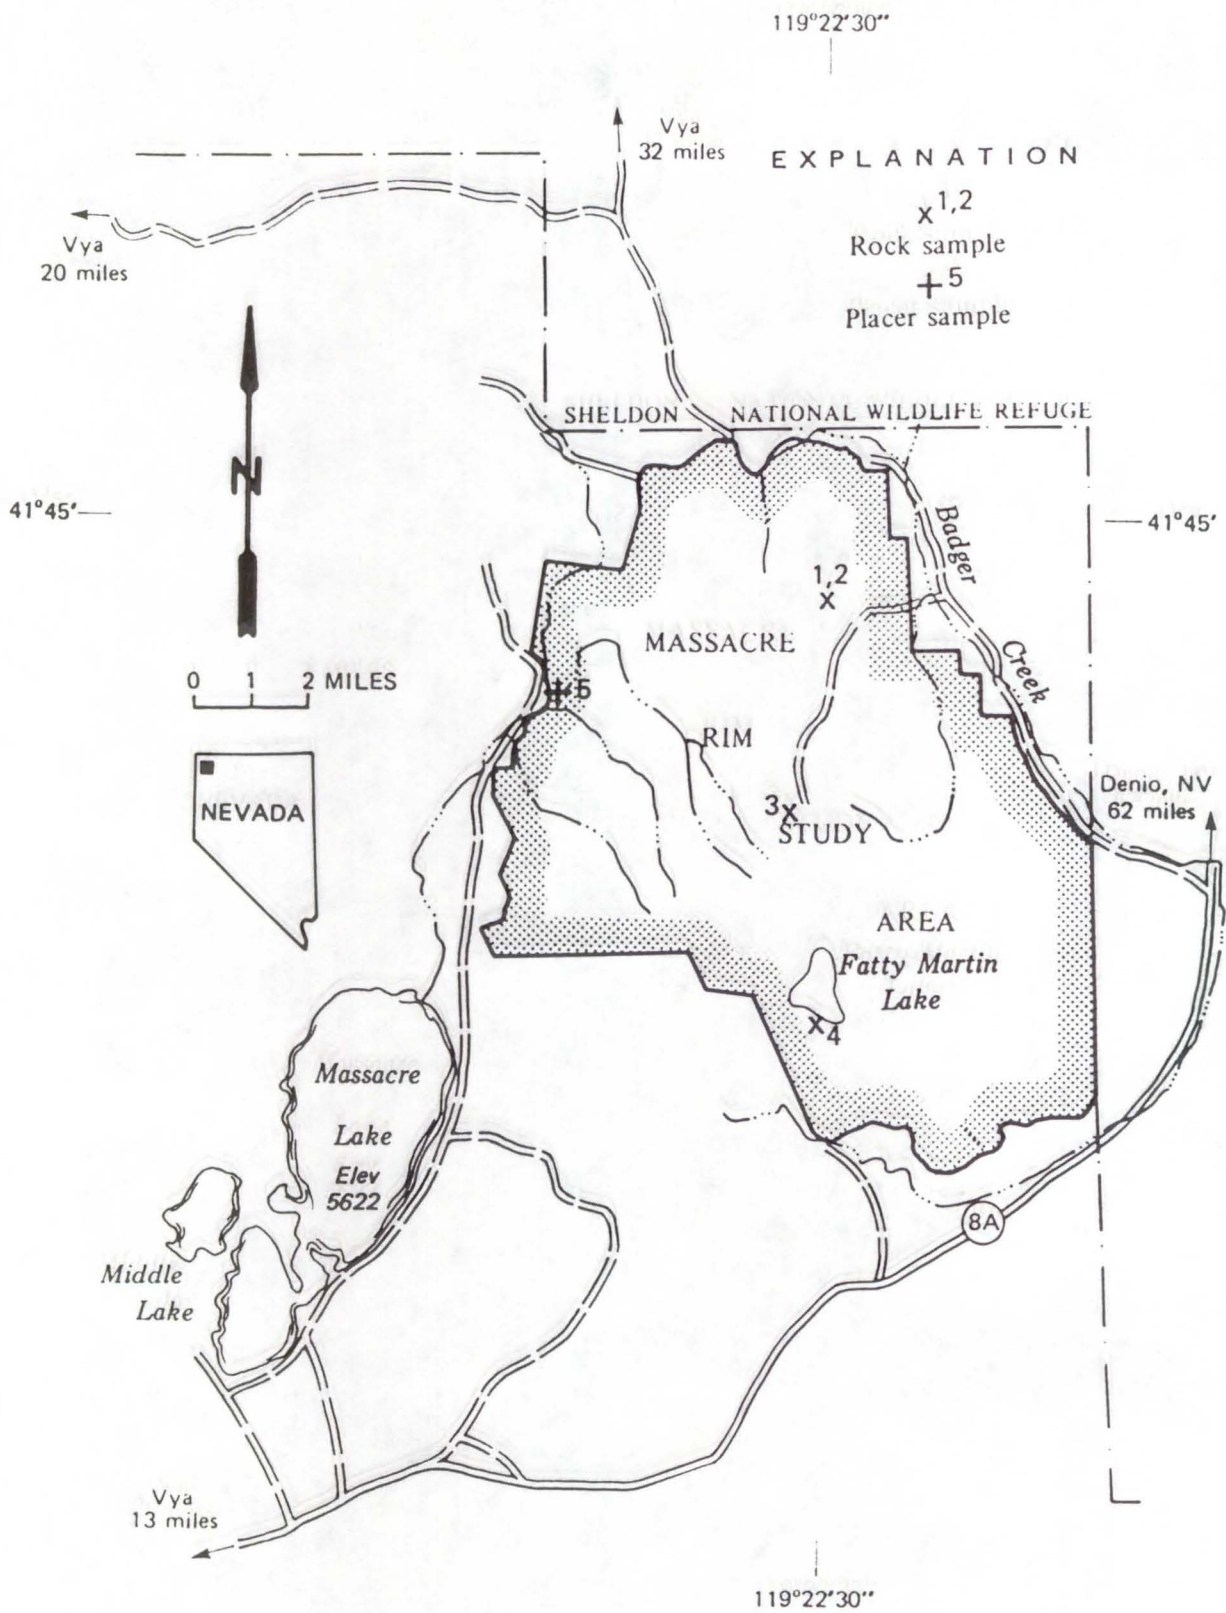 119°22'30"
Vya
32 miles
EXPLANATION
x 1,2
Rock sample
+ 5
Placer sample
Vya
20 miles
N
SHELDON NATIONAL WILDLIFE REFUGE
41°45'
41°45'
Badger
Creek
1,2
x
MASSACRE
0 1 2 MILES
+ 5
RIM
NEVADA
3 x
STUDY
Denio, NV
62 miles
AREA
Fatty Martin
Lake
x 4
Massacre
Lake
Elev
5622
8A
Middle
Lake
Vya
13 miles
119°22'30"